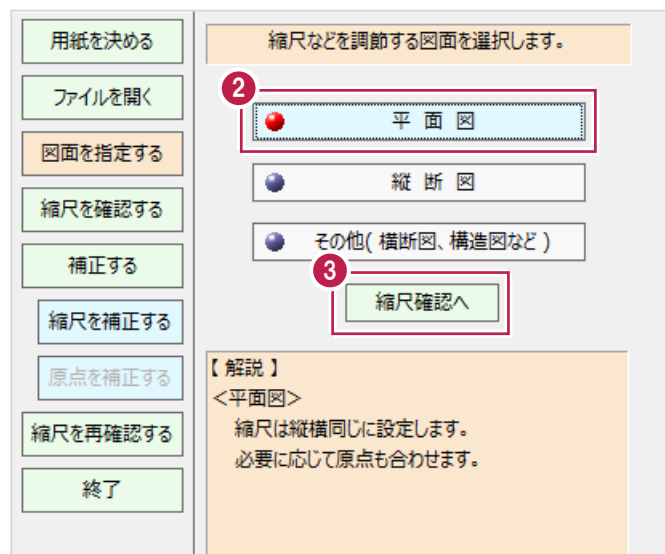 用紙を決める
ファイルを開く
図面を指定する
縮尺を確認する
補正する
縮尺を補正する
原点を補正する
縮尺を再確認する
終了
縮尺などを調節する図面を選択します。
2
平 面 図
縦 断 図
その他( 横断図、構造図など )
3
縮尺確認へ
【 解説 】
<平面図>
縮尺は縦横同じに設定します。
必要に応じて原点も合わせます。